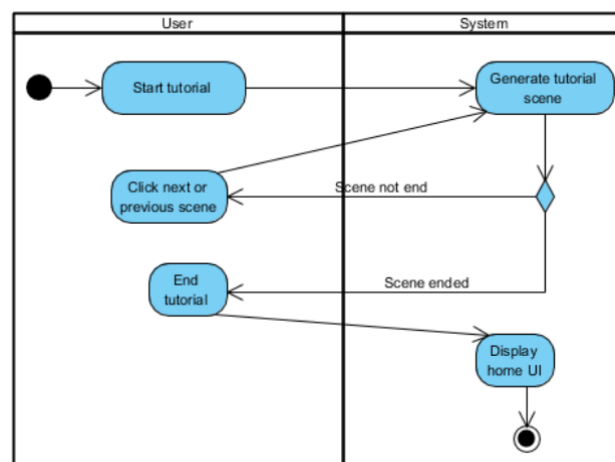 User
System
Start tutorial
Generate tutorial
scene
Click next or
previous scene
Scene not end
End
tutorial
Scene ended
Display
home UI